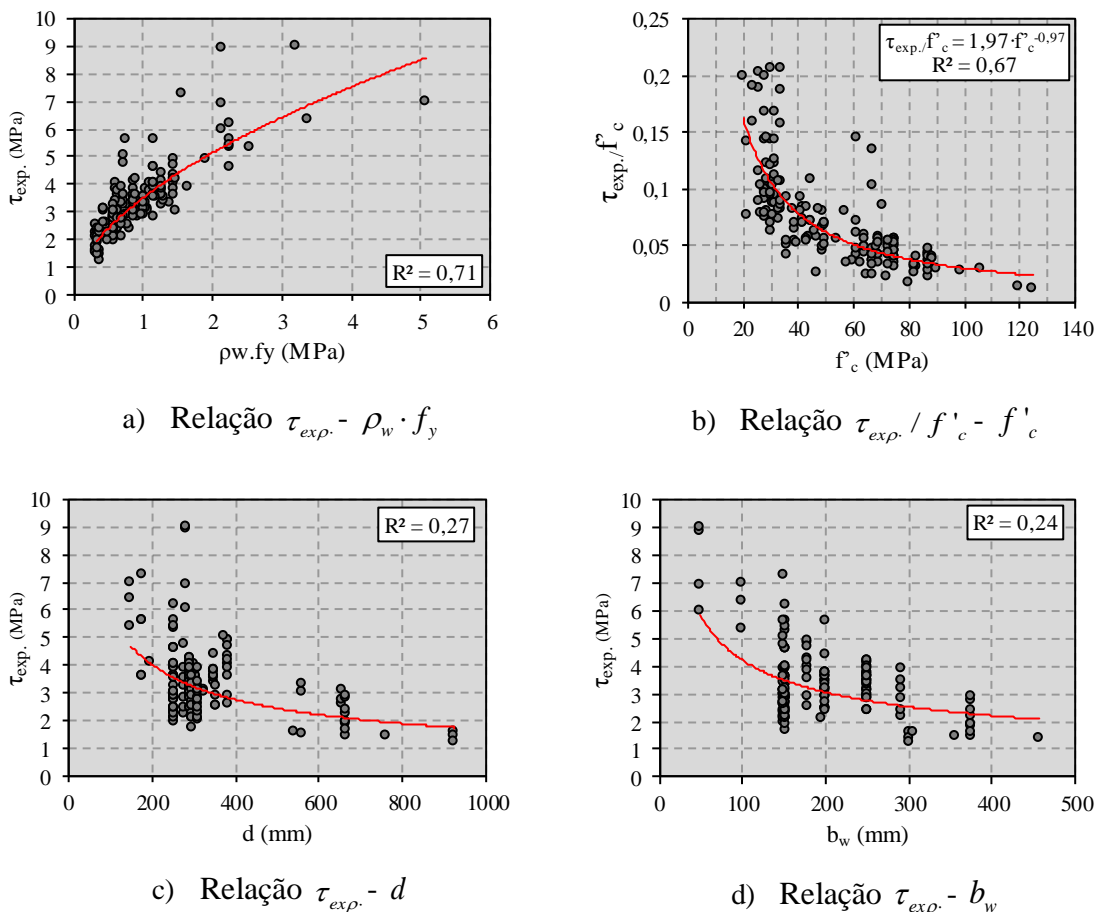 τexp. (MPa)
10
9
8
7
6
5
4
3
2
1
0
R² = 0,71
0 1 2 3 4 5 6
ρw.fy (MPa)
a) Relação τexρ. - ρw · fy
τexp./f’c
0,25
0,2
0,15
0,1
0,05
0
τexp./f’c = 1,97·f’c^-0,97
R² = 0,67
0 20 40 60 80 100 120 140
f’c (MPa)
b) Relação τexρ. / f 'c - f 'c
τexp. (MPa)
10
9
8
7
6
5
4
3
2
1
0
R² = 0,27
0 200 400 600 800 1000
d (mm)
c) Relação τexρ. - d
τexp. (MPa)
10
9
8
7
6
5
4
3
2
1
0
R² = 0,24
0 100 200 300 400 500
bw (mm)
d) Relação τexρ. - bw